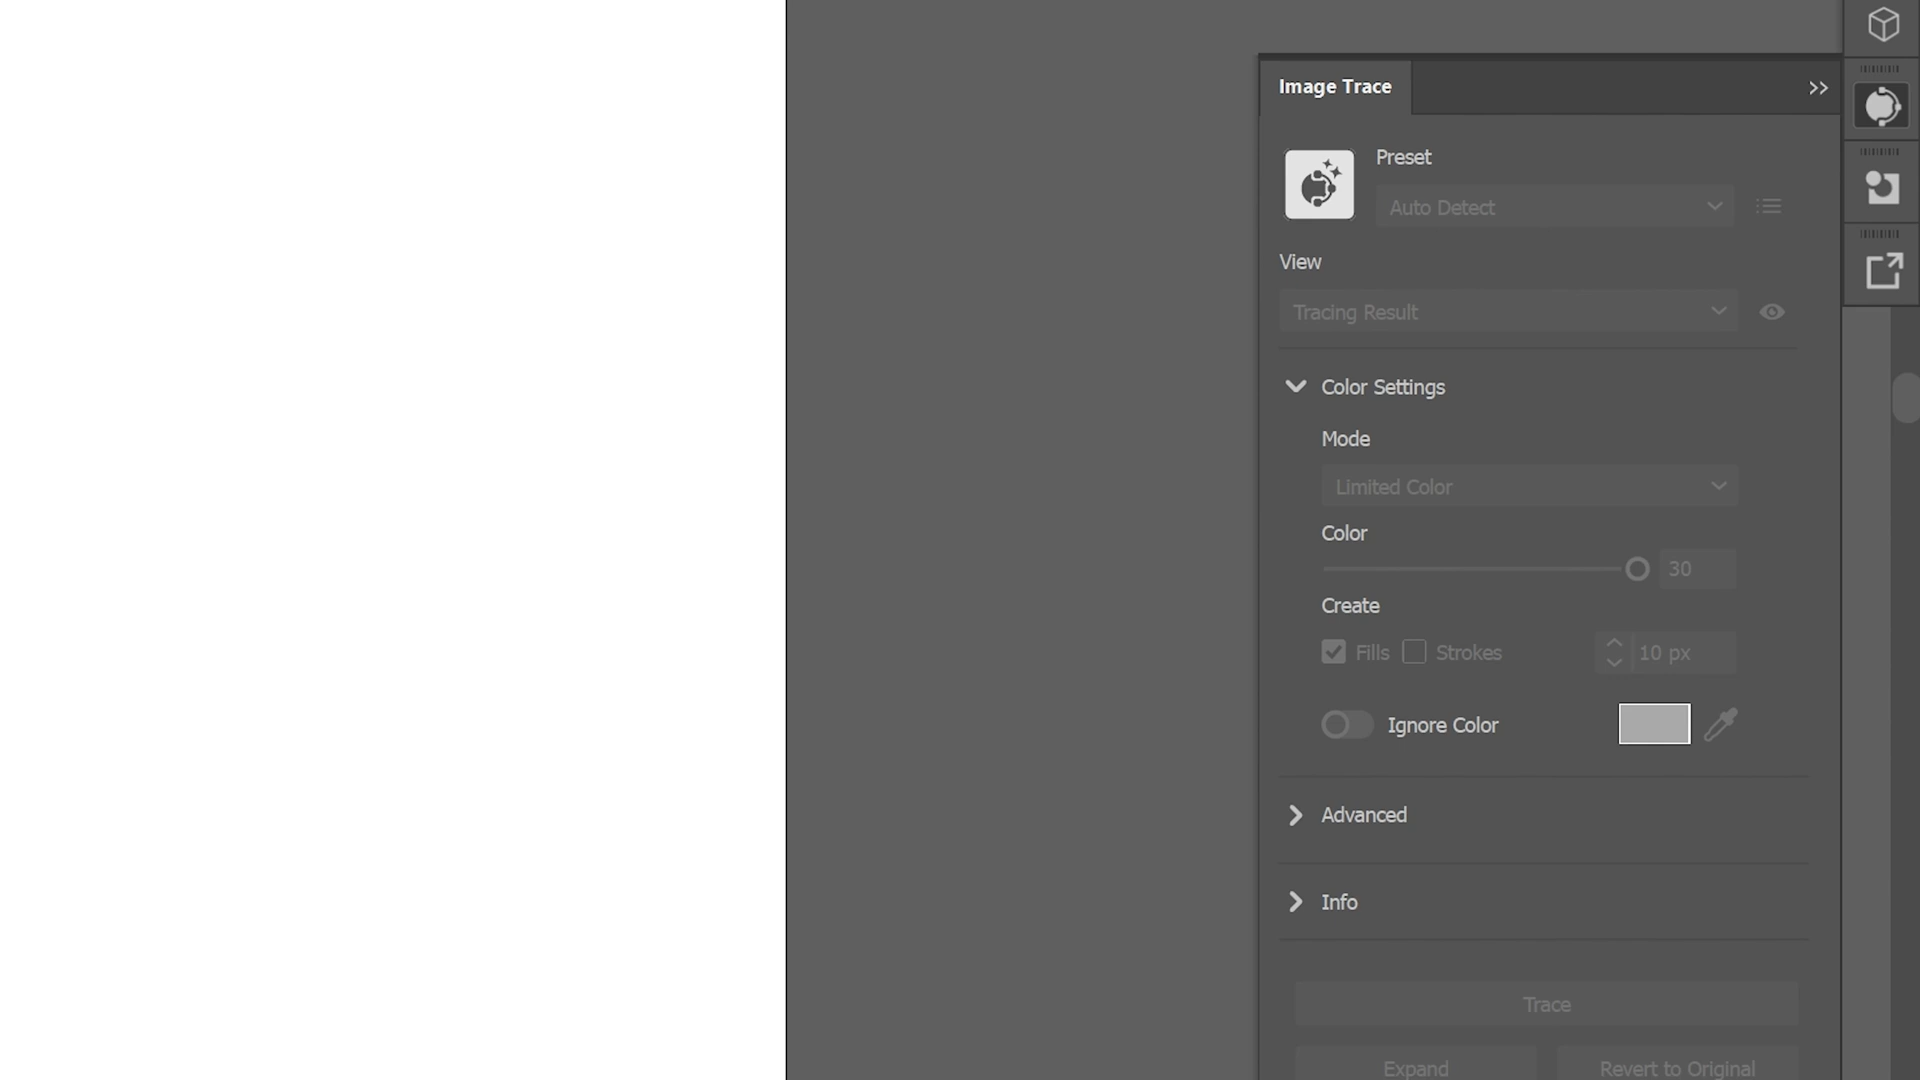 Image Trace
Preset
Auto Detect
View
Tracing Result
Color Settings
Mode
Limited Color
Color
30
Create
Fills Strokes 10 px
Ignore Color
Advanced
Info
Trace
Expand Revert to Original